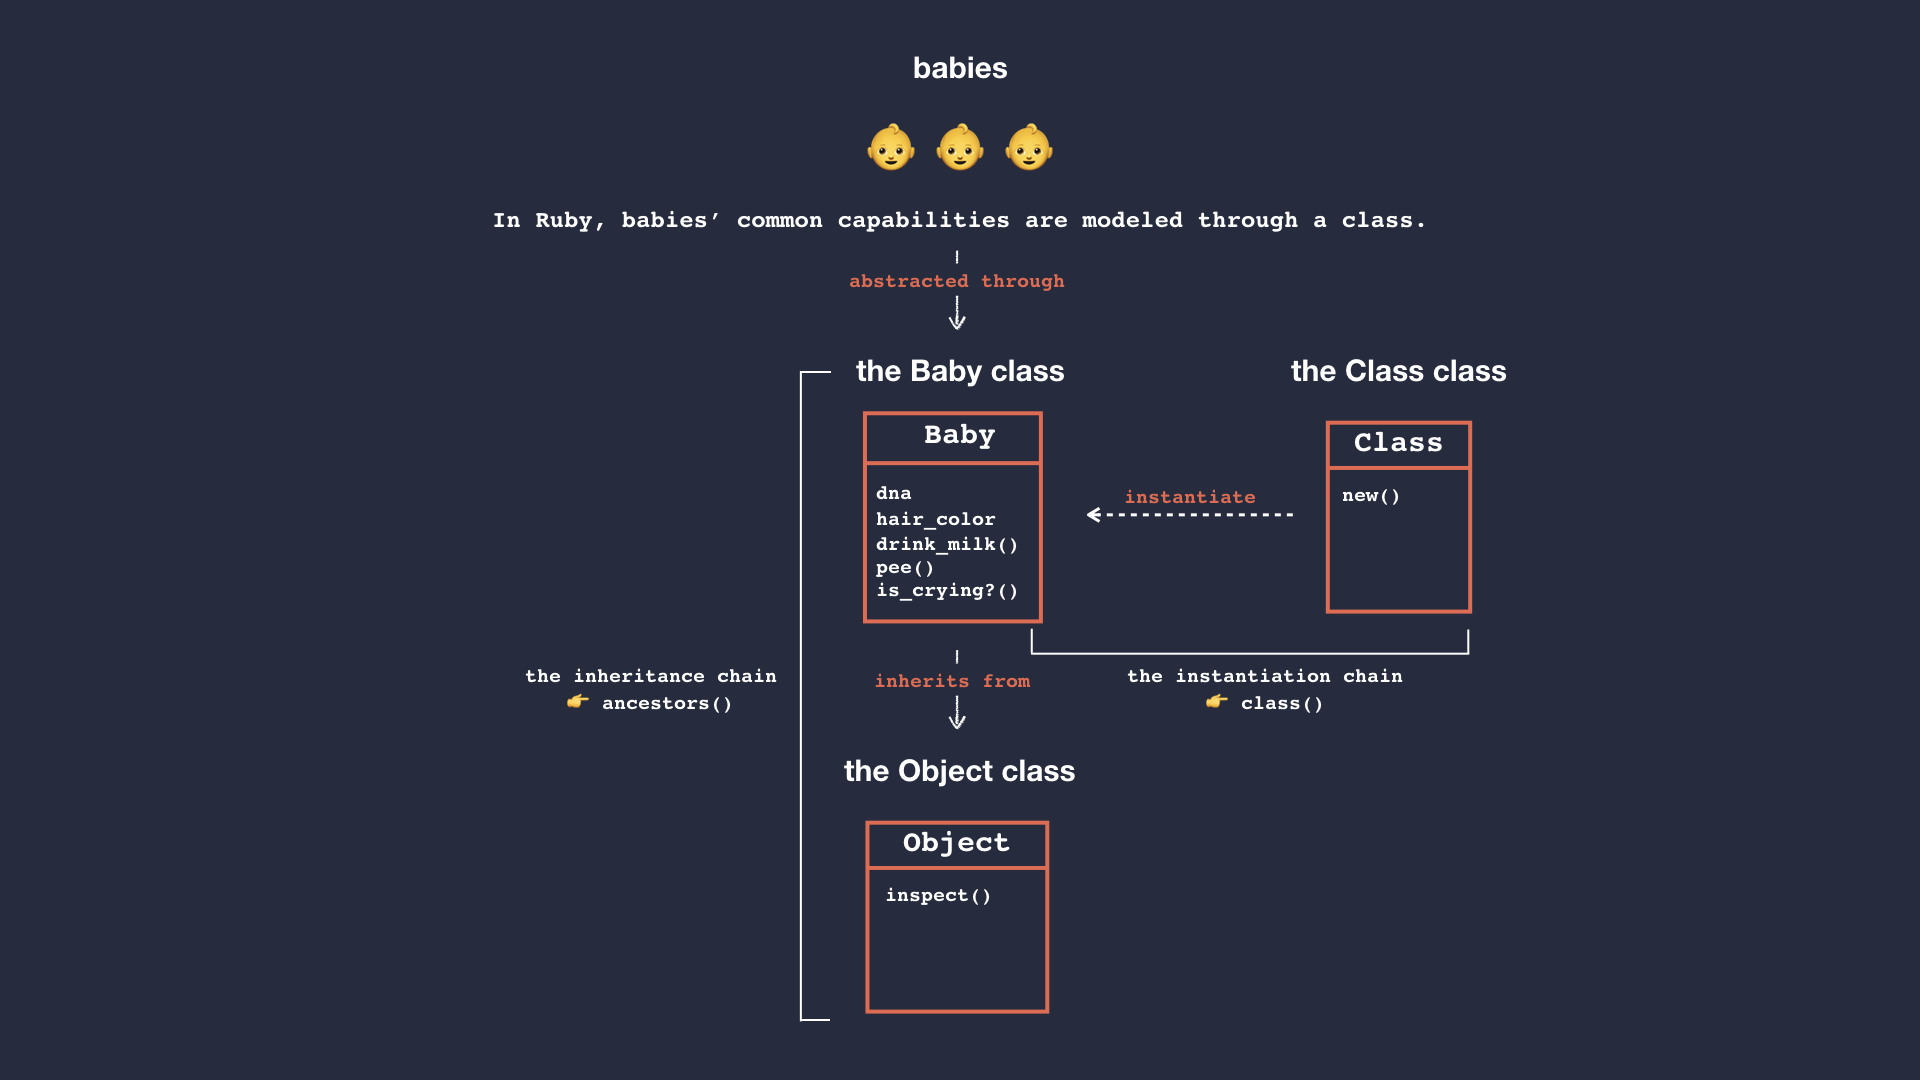 babies
In Ruby, babies’ common capabilities are modeled through a class.
abstracted through
the Baby class
the Class class
Baby
dna
hair_color
drink_milk()
pee()
is_crying?()
instantiate
Class
new()
the inheritance chain
ancestors()
inherits from
the instantiation chain
class()
the Object class
Object
inspect()